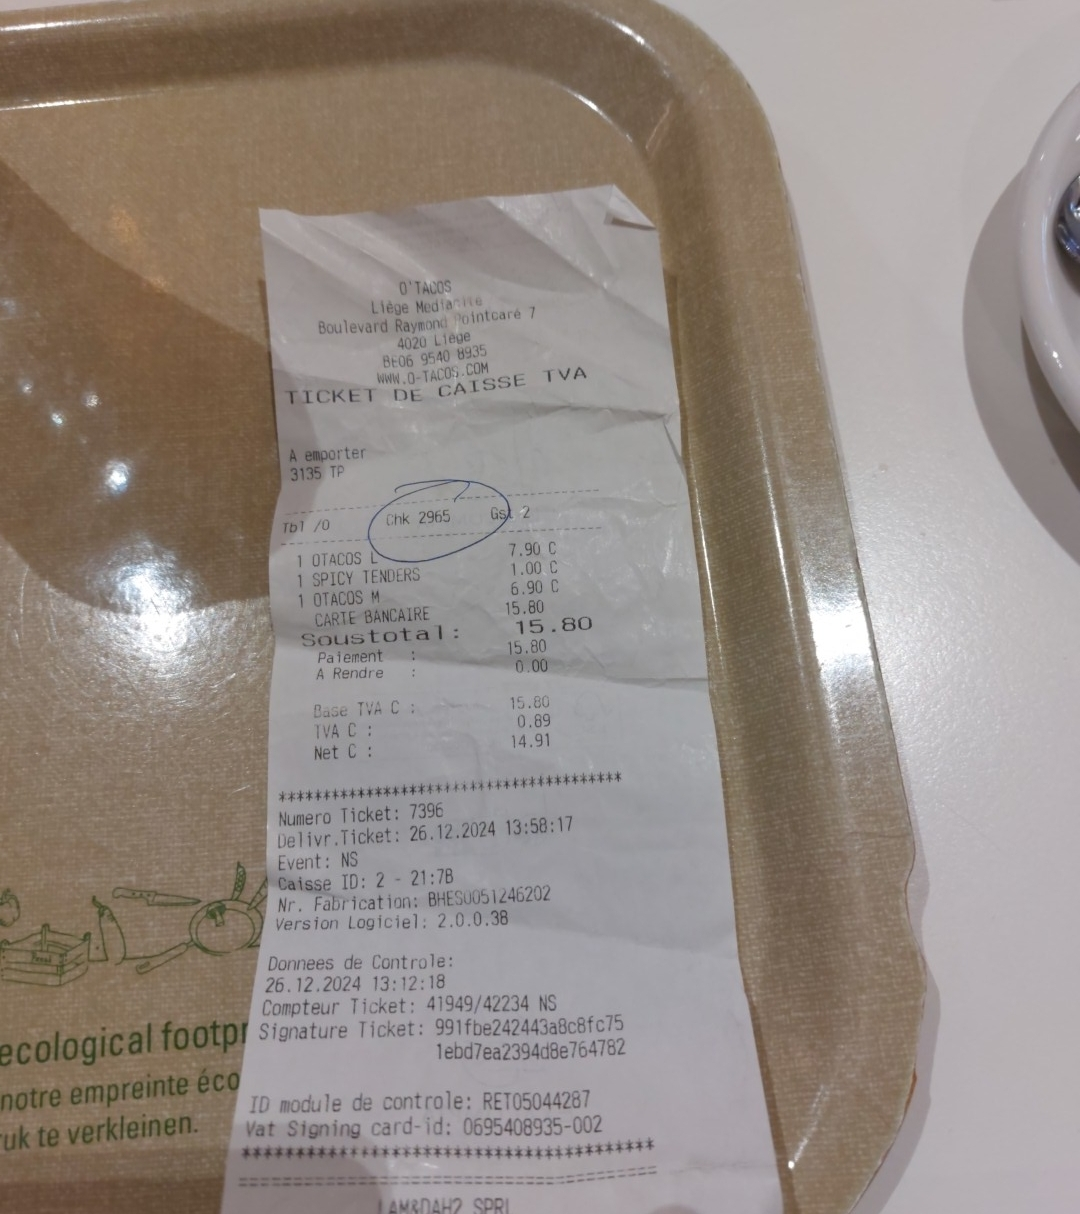 O'TACOS
Liège Mediacite
Boulevard Raymond Pointcaré 7
4020 Liege
BE06 9540 8935
WWW.O-TACOS.COM
TICKET DE CAISSE TVA
A emporter
3135 TP
Tbl /0 Chk 2965 Gst 2
1 OTACOS L 7.90 C
1 SPICY TENDERS 1.00 C
1 OTACOS M 6.90 C
CARTE BANCAIRE 15.80
Soustotal: 15.80
Paiement : 15.80
A Rendre : 0.00
Base TVA C : 15.80
TVA C : 0.89
Net C : 14.91
****************************************
Numero Ticket: 7396
Delivr.Ticket: 26.12.2024 13:58:17
Event: NS
Caisse ID: 2 - 21:78
Nr. Fabrication: BHES0051246202
Version Logiciel: 2.0.0.38
Donnees de Controle:
26.12.2024 13:12:18
Compteur Ticket: 41949/42234 NS
Signature Ticket: 991fbe242443a8c8fc75
1ebd7ea2394d8e764782
ID module de controle: RET05044287
Vat Signing card-id: 0695408935-002
****************************************
========================================
LAM&DAH2 SPRL
ecological footpr
notre empreinte éco
uk te verkleinen.